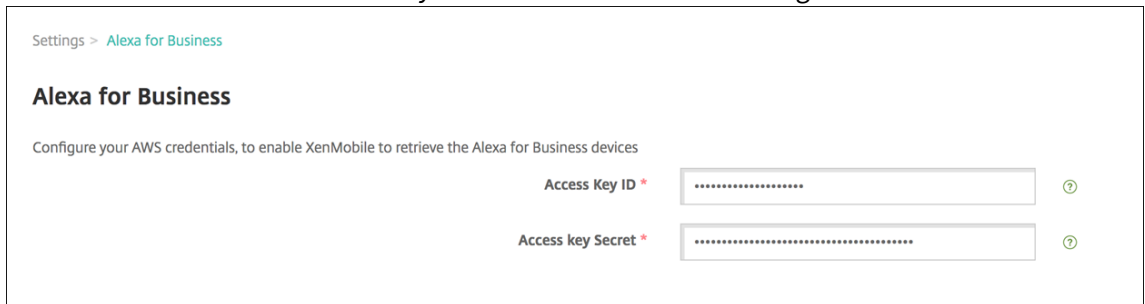 Settings > Alexa for Business
Alexa for Business
Configure your AWS credentials, to enable XenMobile to retrieve the Alexa for Business devices
Access Key ID * •••••••••••••••••••• ?
Access key Secret * •••••••••••••••••••••••••••••••••••••••• ?